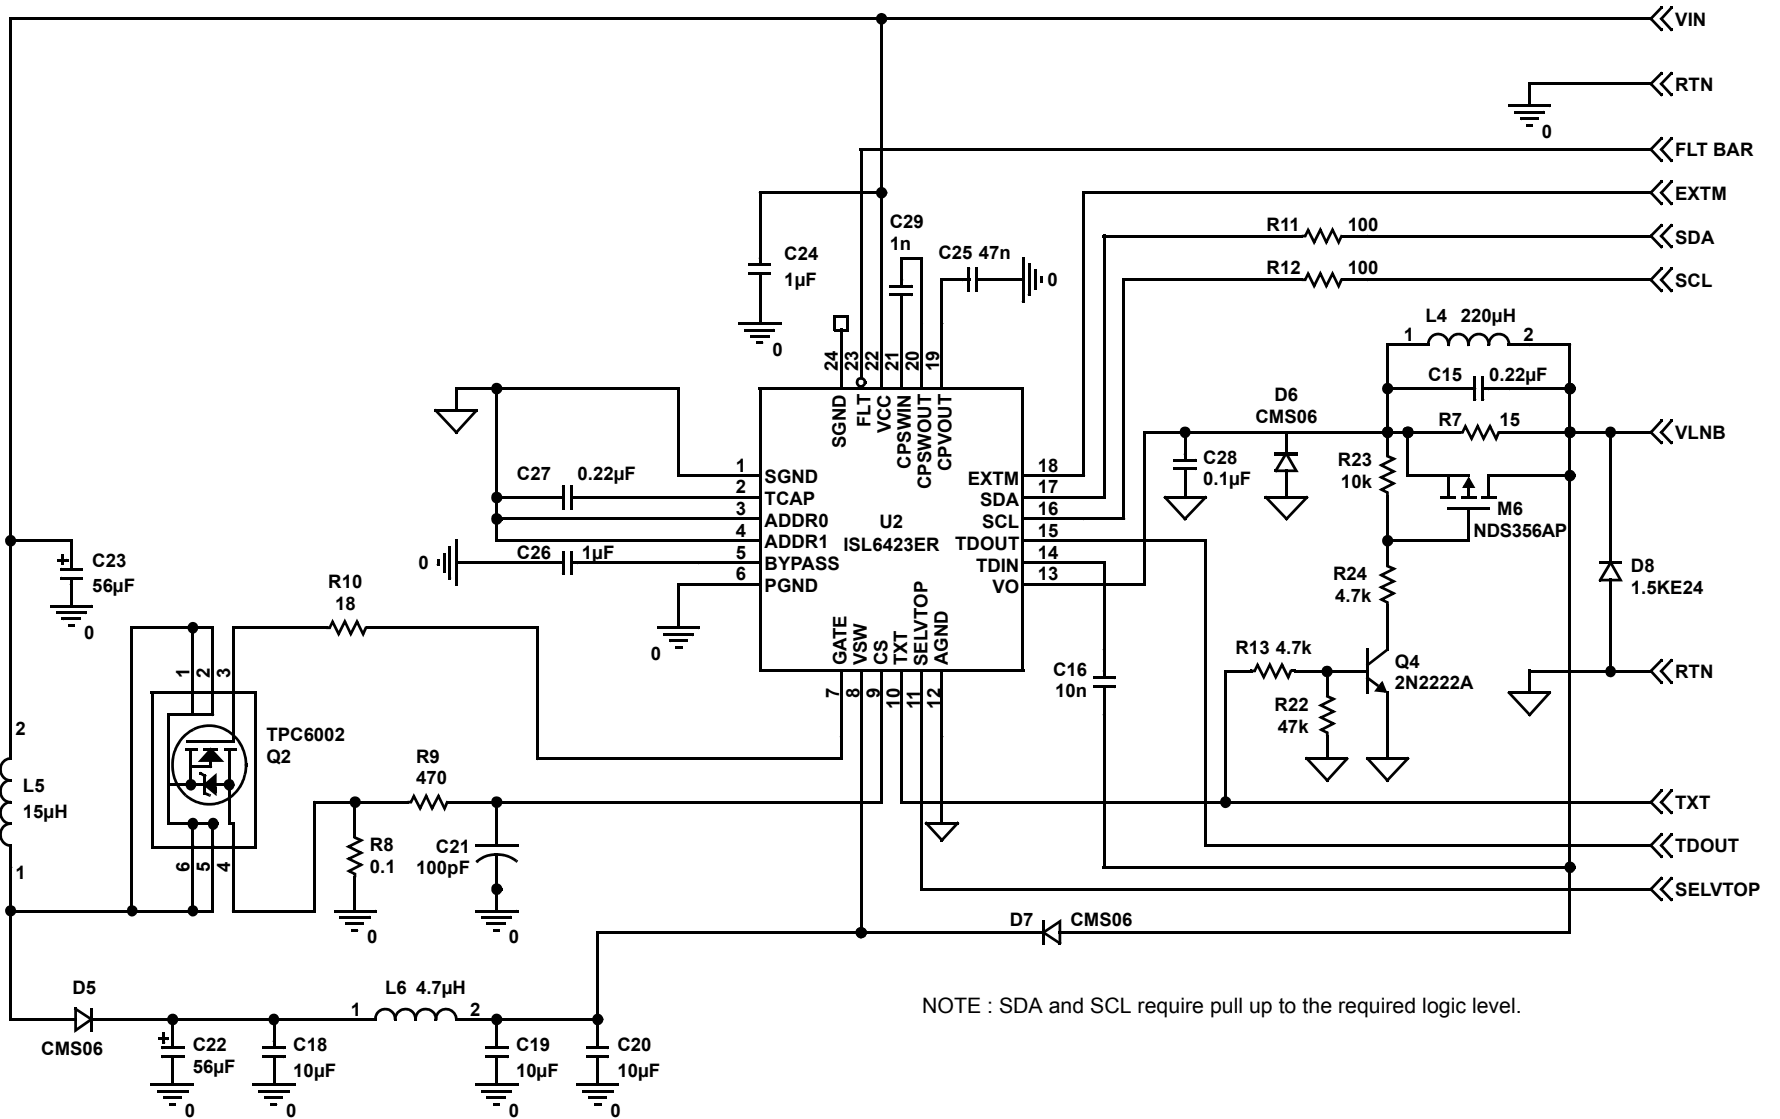 VIN
RTN
0
FLT BAR
EXTM
C29
1n
R11 100
SDA
C24
1µF
C25 47n
0
R12 100
SCL
0
L4 220µH
1 2
24
23
22
21
20
19
C15 0.22µF
D6
CMS06
R7 15
VLNB
SGND
FLT
VCC
CPSWIN
CPSWOUT
CPVOUT
C27 0.22µF
1 SGND
2 TCAP
3 ADDR0
4 ADDR1
5 BYPASS
6 PGND
U2
ISL6423ER
EXTM 18
SDA 17
SCL 16
TDOUT 15
TDIN 14
VO 13
C28
0.1µF
R23
10k
M6
NDS356AP
C23
56µF
0
0
C26 1µF
R10
18
0
R24
4.7k
D8
1.5KE24
GATE
VSW
CS
TXT
SELVTOP
AGND
7
8
9
10
11
12
C16
10n
R13 4.7k
Q4
2N2222A
RTN
R22
47k
1
2
3
TPC6002
Q2
2
L5
15µH
1
R9
470
TXT
R8
0.1
C21
100pF
TDOUT
6
5
4
SELVTOP
0
0
D7 CMS06
D5
CMS06
L6 4.7µH
1 2
NOTE : SDA and SCL require pull up to the required logic level.
C22
56µF
C18
10µF
C19
10µF
C20
10µF
0
0
0
0